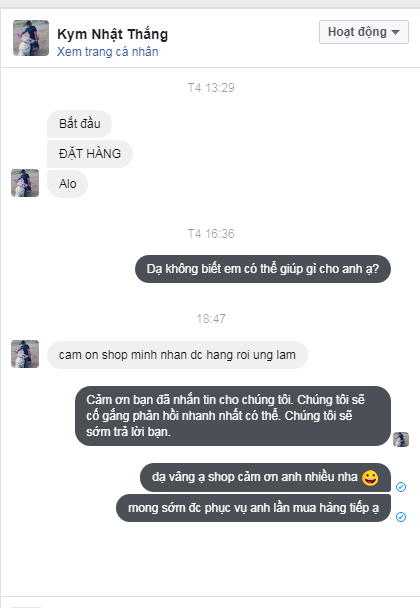 Kym Nhật Thắng
Hoạt động
Xem trang cá nhân
T4 13:29
Bắt đầu
ĐẶT HÀNG
Alo
T4 16:36
Dạ không biết em có thể giúp gì cho anh ạ?
18:47
cam on shop minh nhan dc hang roi ung lam
Cảm ơn bạn đã nhắn tin cho chúng tôi. Chúng tôi sẽ
cố gắng phản hồi nhanh nhất có thể. Chúng tôi sẽ
sớm trả lời bạn.
dạ vâng ạ shop cảm ơn anh nhiều nha 😀
mong sớm đc phục vụ anh lần mua hàng tiếp ạ